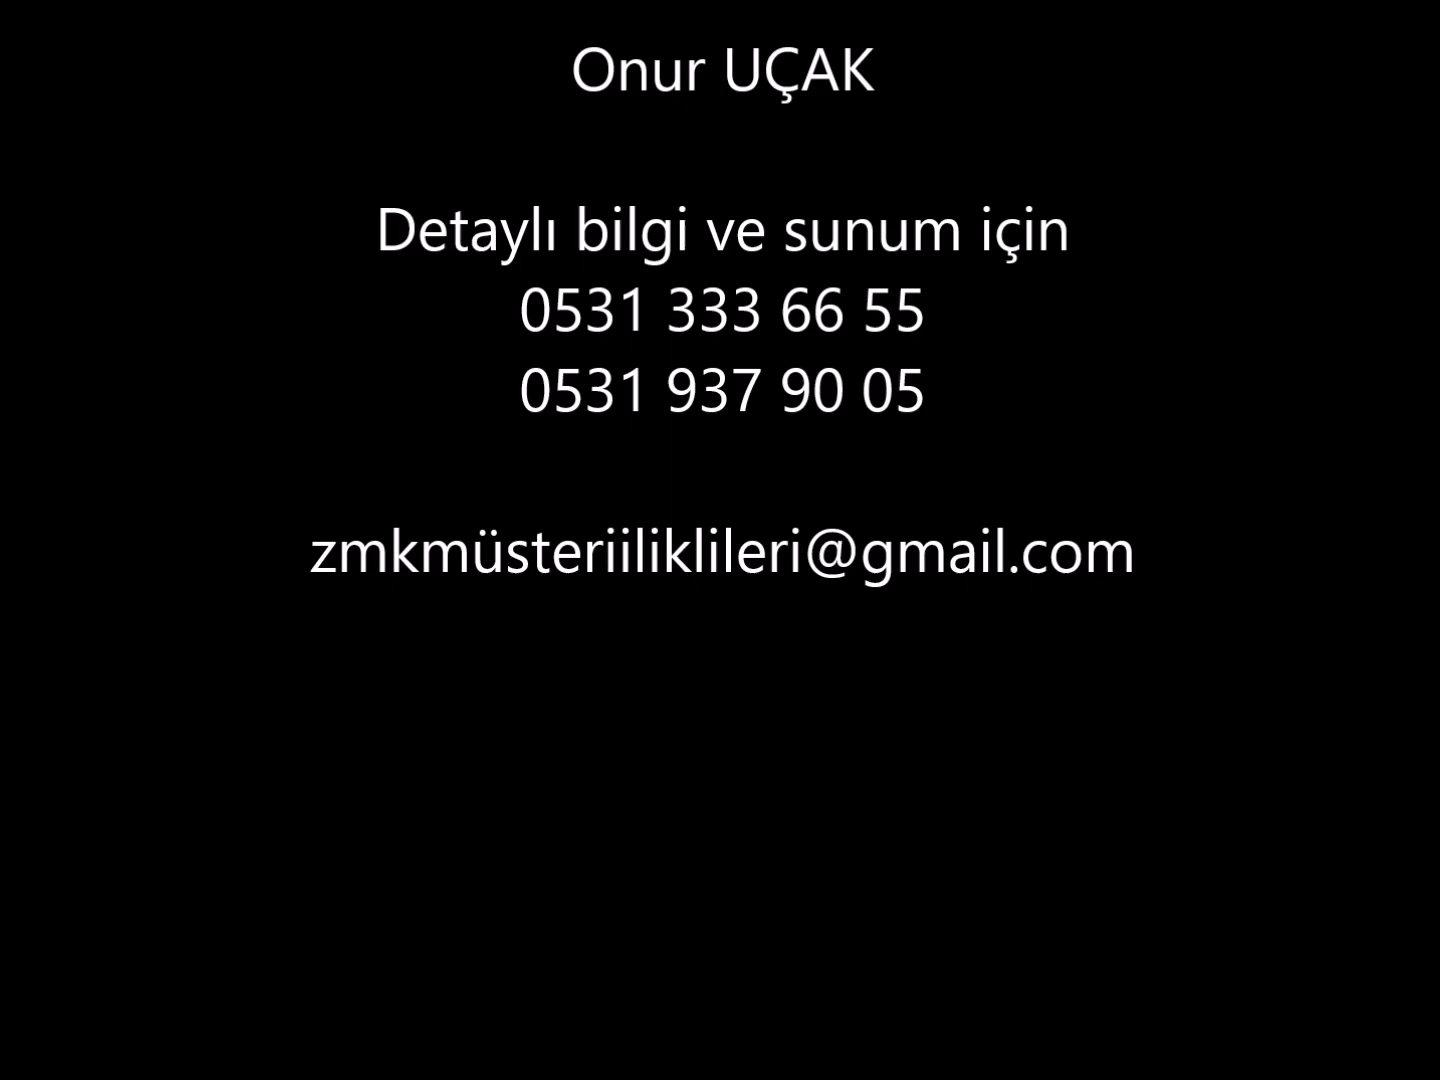 Onur UÇAK
Detaylı bilgi ve sunum için
0531 333 66 55
0531 937 90 05
zmkmüsteriiliklileri@gmail.com